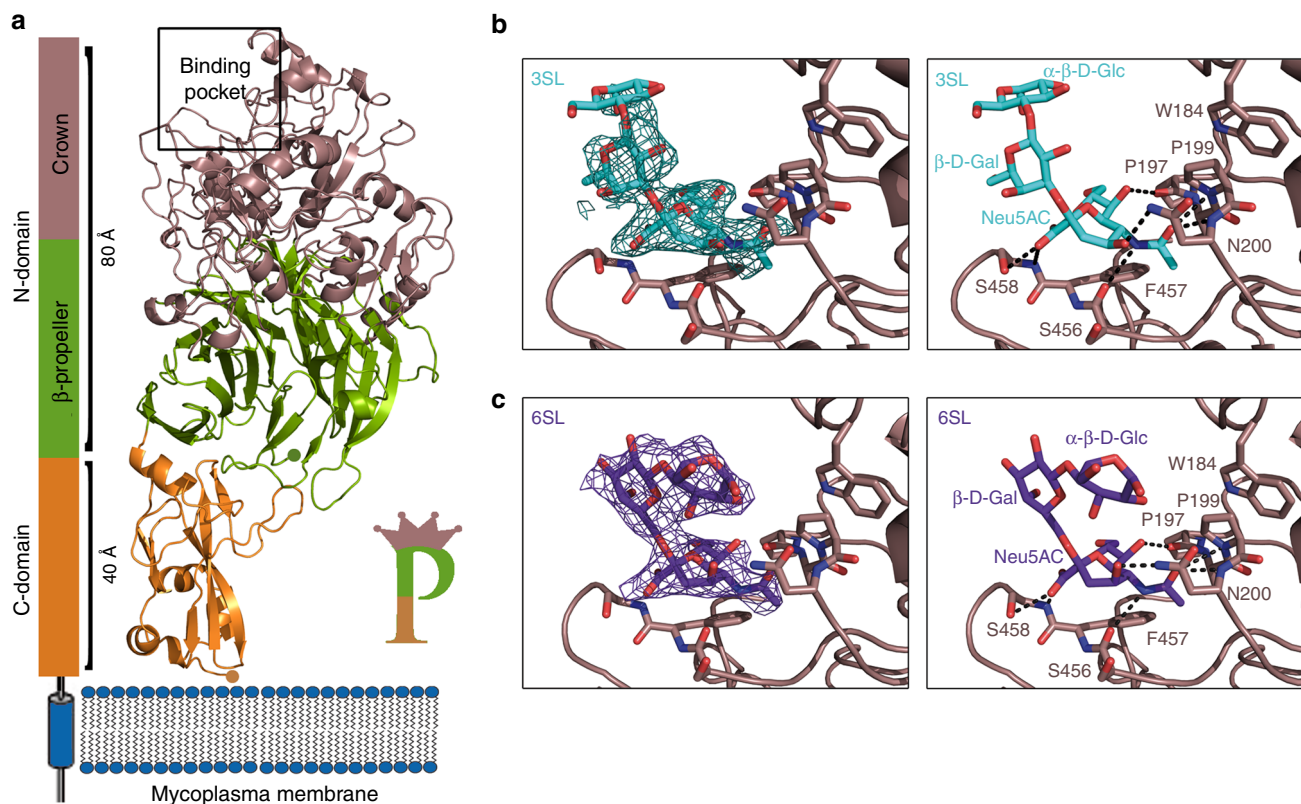 a
N-domain
C-domain
Crown
β-propeller
80 Å
40 Å
Binding
pocket
P
Mycoplasma membrane
b
3SL
3SL
α-β-D-Glc
β-D-Gal
Neu5AC
W184
P199
P197
N200
F457
S458
S456
c
6SL
6SL
α-β-D-Glc
β-D-Gal
Neu5AC
W184
P199
P197
N200
F457
S458
S456